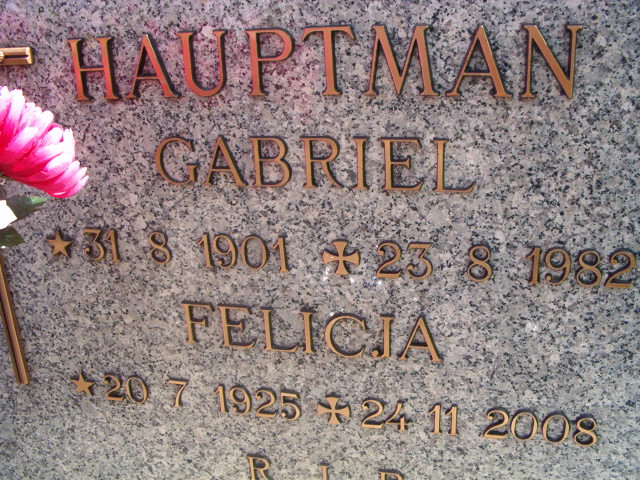 HAUPTMAN
GABRIEL
★ 31 8 1901 ✠ 23 8 1982
FELICJA
★ 20 7 1925 ✠ 24 11 2008
R I P